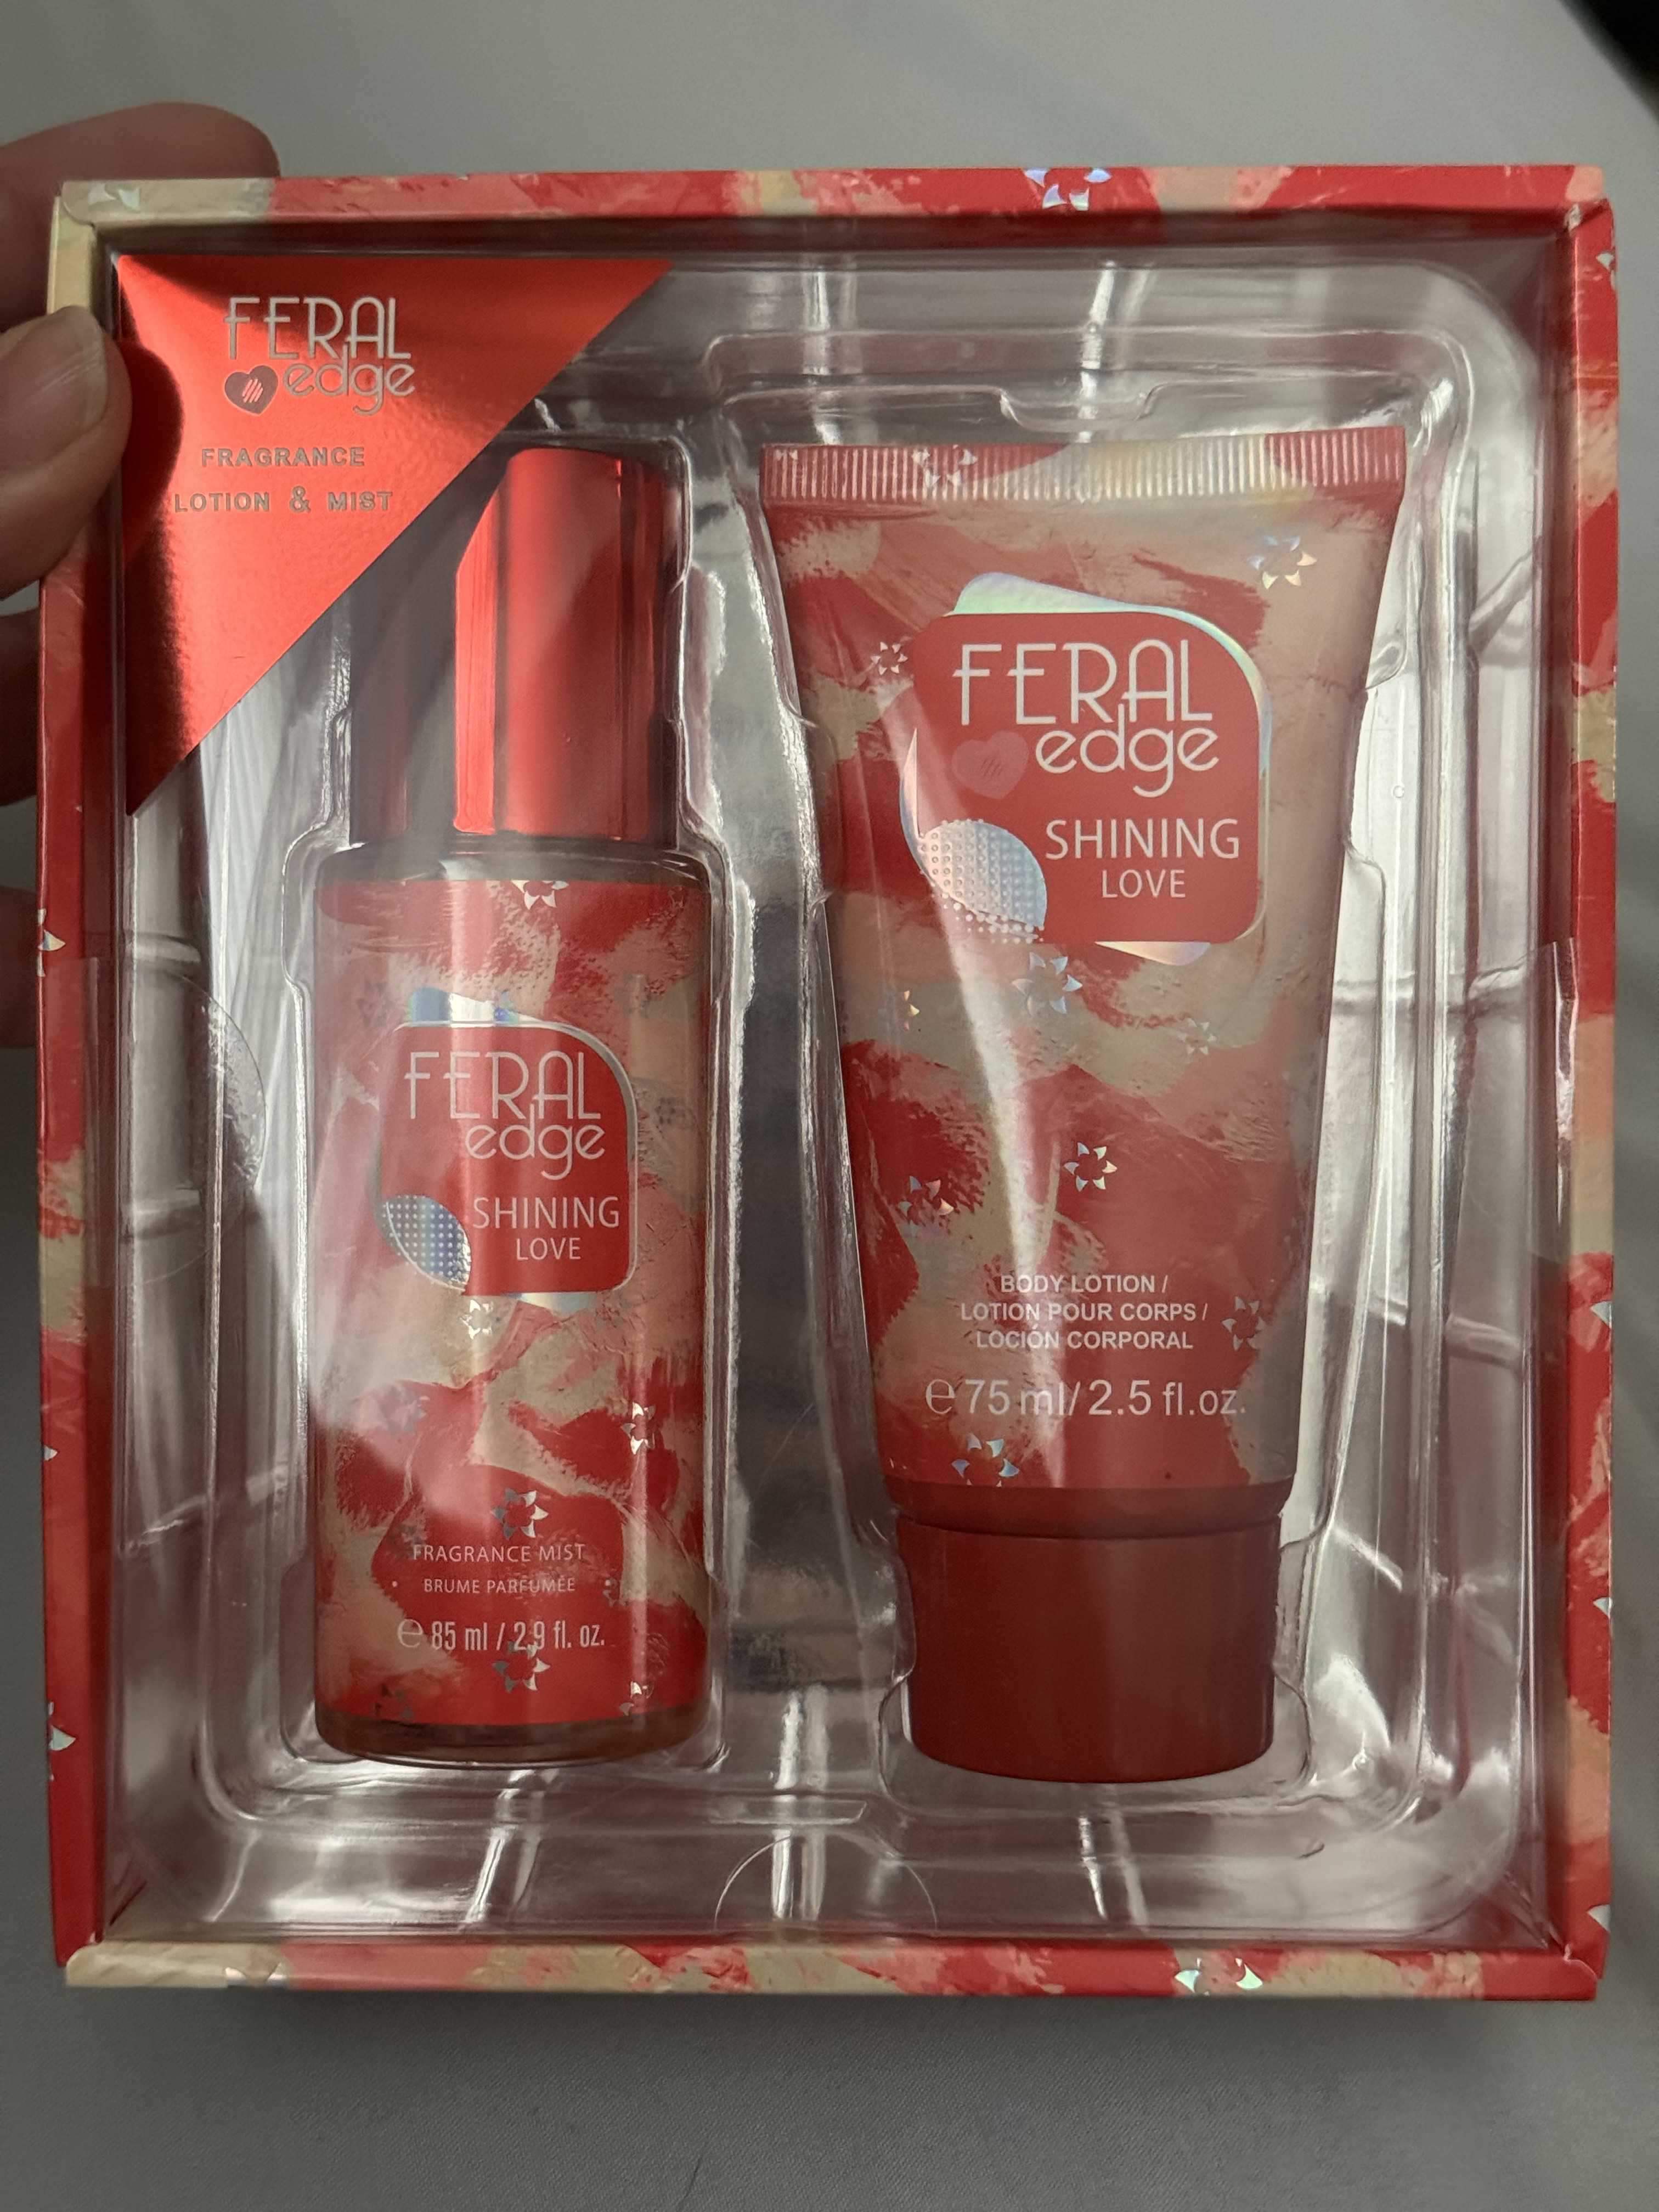 FERAL
edge
FRAGRANCE
LOTION & MIST
FERAL
edge
SHINING
LOVE
FRAGRANCE MIST
BRUME PARFUMÉE
e 85 ml / 2.9 fl. oz.
FERAL
edge
SHINING
LOVE
BODY LOTION /
LOTION POUR CORPS /
LOCIÓN CORPORAL
e 75 ml/ 2.5 fl.oz.